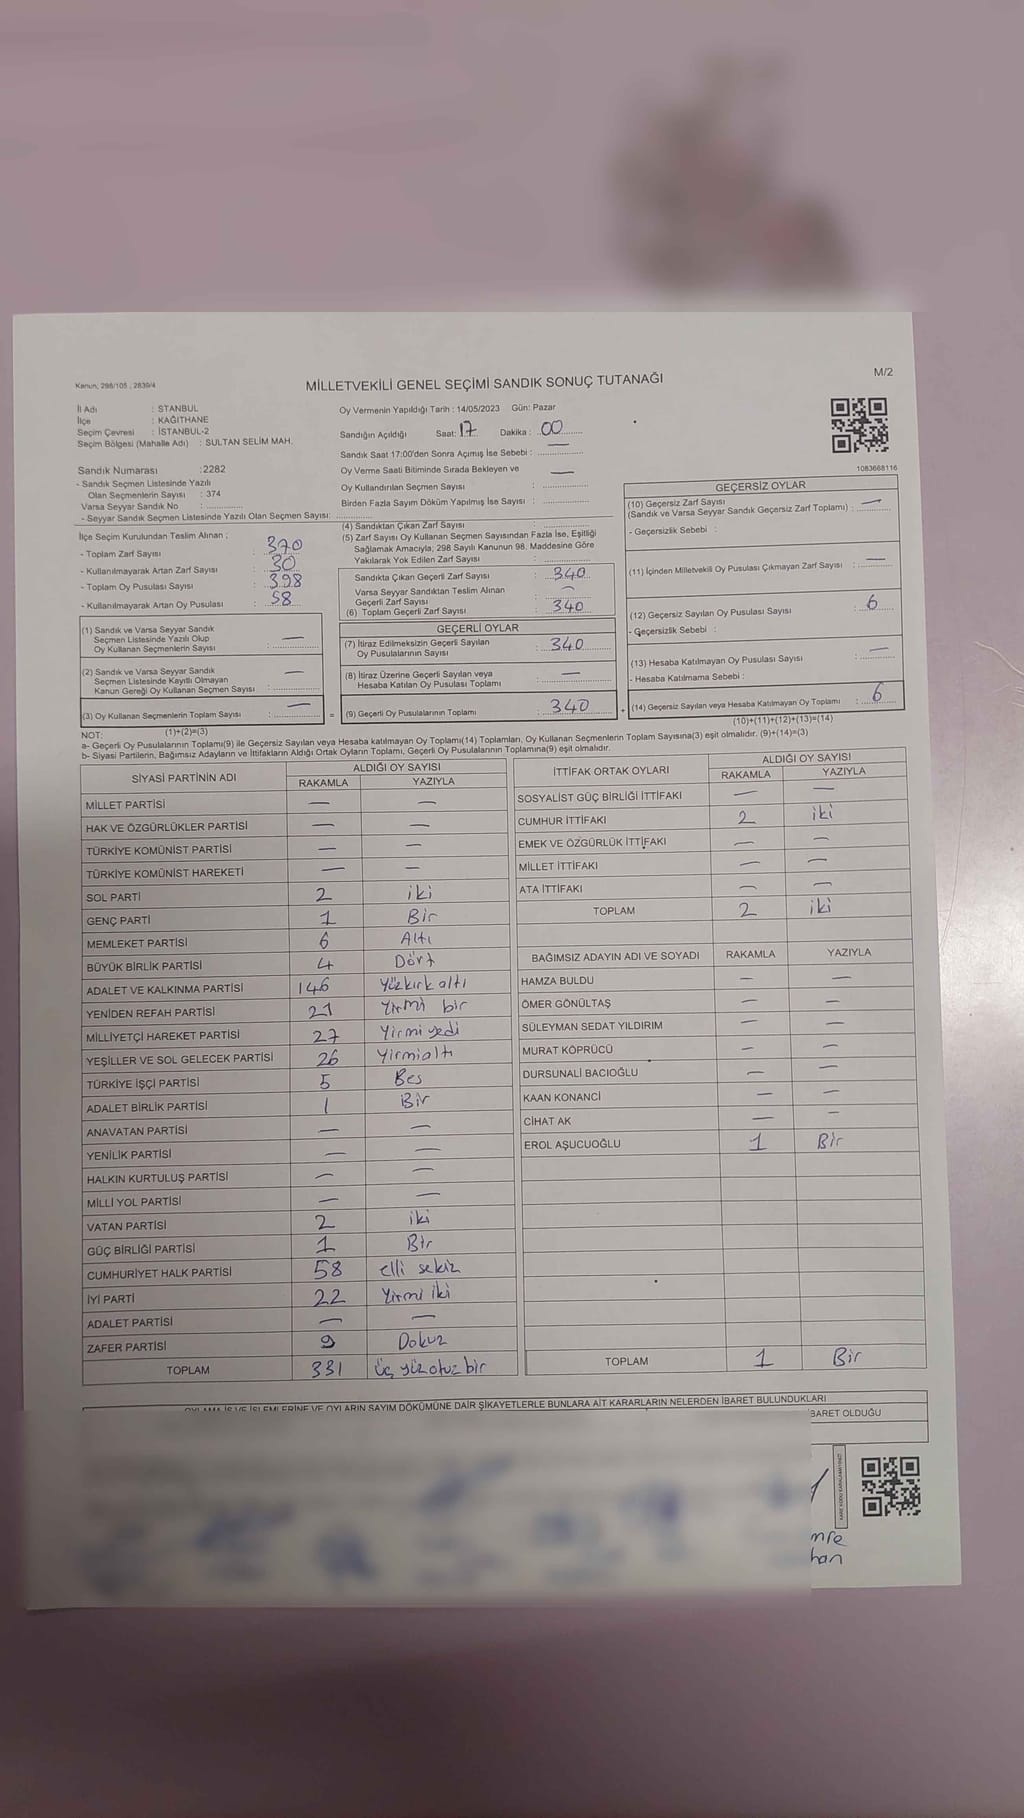 Kanun; 298/105 , 2839/4
MİLLETVEKİLİ GENEL SEÇİMİ SANDIK SONUÇ TUTANAĞI
M/2
İl Adı : STANBUL
İlçe : KAĞITHANE
Seçim Çevresi : İSTANBUL-2
Seçim Bölgesi (Mahalle Adı) : SULTAN SELİM MAH.
Oy Vermenin Yapıldığı Tarih : 14/05/2023 Gün: Pazar
Sandığın Açıldığı Saat: 17 Dakika : 00
Sandık Saat 17:00'den Sonra Açımış İse Sebebi : —
Oy Verme Saati Bitiminde Sırada Bekleyen ve
Oy Kullandırılan Seçmen Sayısı : —
Birden Fazla Sayım Döküm Yapılmış İse Sayısı :
1083668116
Sandık Numarası :2282
- Sandık Seçmen Listesinde Yazılı
Olan Seçmenlerin Sayısı : 374
Varsa Seyyar Sandık No :
- Seyyar Sandık Seçmen Listesinde Yazılı Olan Seçmen Sayısı:
İlçe Seçim Kurulundan Teslim Alınan ;
- Toplam Zarf Sayısı : 370
- Kullanılmayarak Artan Zarf Sayısı : 30
- Toplam Oy Pusulası Sayısı : 398
- Kullanılmayarak Artan Oy Pusulası : 58
(4) Sandıktan Çıkan Zarf Sayısı :
(5) Zarf Sayısı Oy Kullanan Seçmen Sayısından Fazla İse, Eşitliği
Sağlamak Amacıyla; 298 Sayılı Kanunun 98. Maddesine Göre
Yakılarak Yok Edilen Zarf Sayısı :
Sandıkta Çıkan Geçerli Zarf Sayısı : 340
Varsa Seyyar Sandıktan Teslim Alınan
Geçerli Zarf Sayısı : —
(6) Toplam Geçerli Zarf Sayısı : 340
GEÇERSİZ OYLAR
(10) Geçersiz Zarf Sayısı
(Sandık ve Varsa Seyyar Sandık Geçersiz Zarf Toplamı) : —
- Geçersizlik Sebebi :
(11) İçinden Milletvekili Oy Pusulası Çıkmayan Zarf Sayısı : —
(12) Geçersiz Sayılan Oy Pusulası Sayısı : 6
- Geçersizlik Sebebi :
(13) Hesaba Katılmayan Oy Pusulası Sayısı : —
- Hesaba Katılmama Sebebi :
(14) Geçersiz Sayılan veya Hesaba Katılmayan Oy Toplamı : 6
(10)+(11)+(12)+(13)=(14)
(1) Sandık ve Varsa Seyyar Sandık
Seçmen Listesinde Yazılı Olup
Oy Kullanan Seçmenlerin Sayısı : —
(2) Sandık ve Varsa Seyyar Sandık
Seçmen Listesinde Kayıtlı Olmayan
Kanun Gereği Oy Kullanan Seçmen Sayısı : —
(3) Oy Kullanan Seçmenlerin Toplam Sayısı : —
(1)+(2)=(3)
GEÇERLİ OYLAR
(7) İtiraz Edilmeksizin Geçerli Sayılan
Oy Pusulalarının Sayısı : 340
(8) İtiraz Üzerine Geçerli Sayılan veya
Hesaba Katılan Oy Pusulası Toplamı : —
= (9) Geçerli Oy Pusulalarının Toplamı : 340 +
NOT:
a- Geçerli Oy Pusulalarının Toplamı(9) ile Geçersiz Sayılan veya Hesaba katılmayan Oy Toplamı(14) Toplamları, Oy Kullanan Seçmenlerin Toplam Sayısına(3) eşit olmalıdır. (9)+(14)=(3)
b- Siyasi Partilerin, Bağımsız Adayların ve İttifakların Aldığı Ortak Oyların Toplamı, Geçerli Oy Pusulalarının Toplamına(9) eşit olmalıdır.
SİYASİ PARTİNİN ADI ALDIĞI OY SAYISI
RAKAMLA YAZIYLA
MİLLET PARTİSİ — —
HAK VE ÖZGÜRLÜKLER PARTİSİ — —
TÜRKİYE KOMÜNİST PARTİSİ — —
TÜRKİYE KOMÜNİST HAREKETİ — —
SOL PARTİ 2 iki
GENÇ PARTİ 1 Bir
MEMLEKET PARTİSİ 6 Altı
BÜYÜK BİRLİK PARTİSİ 4 Dört
ADALET VE KALKINMA PARTİSİ 146 Yüzkırk altı
YENİDEN REFAH PARTİSİ 21 Yirmi bir
MİLLİYETÇİ HAREKET PARTİSİ 27 Yirmi yedi
YEŞİLLER VE SOL GELECEK PARTİSİ 26 Yirmialtı
TÜRKİYE İŞÇİ PARTİSİ 5 Bes
ADALET BİRLİK PARTİSİ 1 Bir
ANAVATAN PARTİSİ — —
YENİLİK PARTİSİ — —
HALKIN KURTULUŞ PARTİSİ — —
MİLLİ YOL PARTİSİ — —
VATAN PARTİSİ 2 iki
GÜÇ BİRLİĞİ PARTİSİ 1 Bir
CUMHURİYET HALK PARTİSİ 58 elli sekiz
İYİ PARTİ 22 Yirmi iki
ADALET PARTİSİ — —
ZAFER PARTİSİ 9 Dokuz
TOPLAM 331 Üç yüz otuz bir
İTTİFAK ORTAK OYLARI ALDIĞI OY SAYISI
RAKAMLA YAZIYLA
SOSYALİST GÜÇ BİRLİĞİ İTTİFAKI — —
CUMHUR İTTİFAKI 2 iki
EMEK VE ÖZGÜRLÜK İTTİFAKI — —
MİLLET İTTİFAKI — —
ATA İTTİFAKI — —
TOPLAM 2 iki
BAĞIMSIZ ADAYIN ADI VE SOYADI RAKAMLA YAZIYLA
HAMZA BULDU — —
ÖMER GÖNÜLTAŞ — —
SÜLEYMAN SEDAT YILDIRIM — —
MURAT KÖPRÜCÜ — —
DURSUNALİ BACIOĞLU — —
KAAN KONANCİ — —
CİHAT AK — —
EROL AŞUCUOĞLU 1 Bir
TOPLAM 1 Bir
OYLAMA İŞ VE İŞLEMLERİNE VE OYLARIN SAYIM DÖKÜMÜNE DAİR ŞİKAYETLERLE BUNLARA AİT KARARLARIN NELERDEN İBARET BULUNDUKLARI
BARET OLDUĞU
mre
han